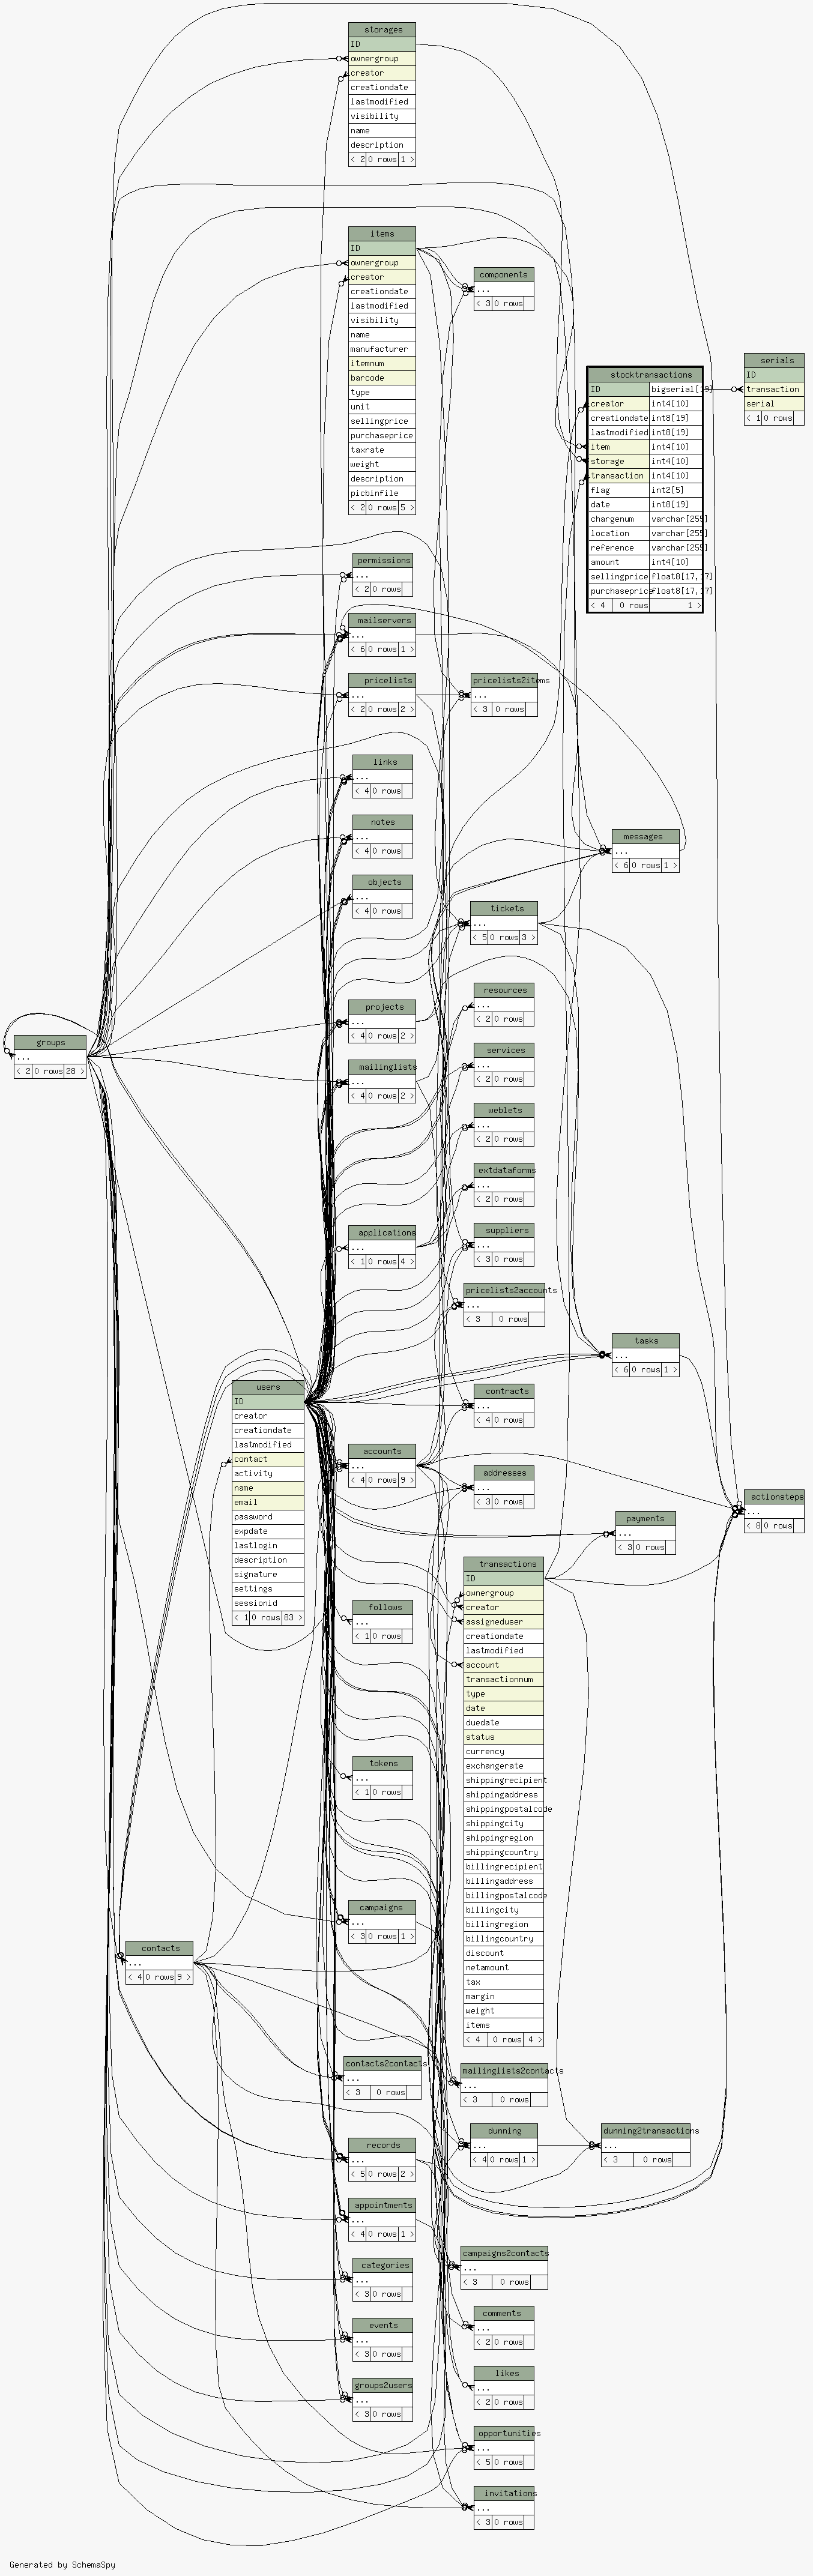 storages
ID
ownergroup
creator
creationdate
lastmodified
visibility
name
description
< 2 0 rows 1 >
items
ID
ownergroup
creator
creationdate
lastmodified
visibility
name
manufacturer
itemnum
barcode
type
unit
sellingprice
purchaseprice
taxrate
weight
description
picbinfile
< 2 0 rows 5 >
components
...
< 3 0 rows
stocktransactions
ID bigserial[19]
creator int4[10]
creationdate int8[19]
lastmodified int8[19]
item int4[10]
storage int4[10]
transaction int4[10]
flag int2[5]
date int8[19]
chargenum varchar[255]
location varchar[255]
reference varchar[255]
amount int4[10]
sellingprice float8[17,17]
purchaseprice float8[17,17]
< 4 0 rows 1 >
serials
ID
transaction
serial
< 1 0 rows
permissions
...
< 2 0 rows
mailservers
...
< 6 0 rows 1 >
pricelists
...
< 2 0 rows 2 >
pricelists2items
...
< 3 0 rows
links
...
< 4 0 rows
notes
...
< 4 0 rows
messages
...
< 6 0 rows 1 >
objects
...
< 4 0 rows
tickets
...
< 5 0 rows 3 >
resources
...
< 2 0 rows
projects
...
< 4 0 rows 2 >
groups
...
< 2 0 rows 28 >
services
...
< 2 0 rows
mailinglists
...
< 4 0 rows 2 >
weblets
...
< 2 0 rows
extdataforms
...
< 2 0 rows
applications
...
< 1 0 rows 4 >
suppliers
...
< 3 0 rows
pricelists2accounts
...
< 3 0 rows
tasks
...
< 6 0 rows 1 >
users
ID
creator
creationdate
lastmodified
contact
activity
name
email
password
expdate
lastlogin
description
signature
settings
sessionid
< 1 0 rows 83 >
contracts
...
< 4 0 rows
accounts
...
< 4 0 rows 9 >
addresses
...
< 3 0 rows
actionsteps
...
< 8 0 rows
payments
...
< 3 0 rows
transactions
ID
ownergroup
creator
assigneduser
creationdate
lastmodified
account
transactionnum
type
date
duedate
status
currency
exchangerate
shippingrecipient
shippingaddress
shippingpostalcode
shippingcity
shippingregion
shippingcountry
billingrecipient
billingaddress
billingpostalcode
billingcity
billingregion
billingcountry
discount
netamount
tax
margin
weight
items
< 4 0 rows 4 >
follows
...
< 1 0 rows
tokens
...
< 1 0 rows
campaigns
...
< 3 0 rows 1 >
contacts
...
< 4 0 rows 9 >
contacts2contacts
...
< 3 0 rows
mailinglists2contacts
...
< 3 0 rows
dunning
...
< 4 0 rows 1 >
dunning2transactions
...
< 3 0 rows
records
...
< 5 0 rows 2 >
appointments
...
< 4 0 rows 1 >
campaigns2contacts
...
< 3 0 rows
categories
...
< 3 0 rows
comments
...
< 2 0 rows
events
...
< 3 0 rows
likes
...
< 2 0 rows
groups2users
...
< 3 0 rows
opportunities
...
< 5 0 rows
invitations
...
< 3 0 rows
Generated by SchemaSpy